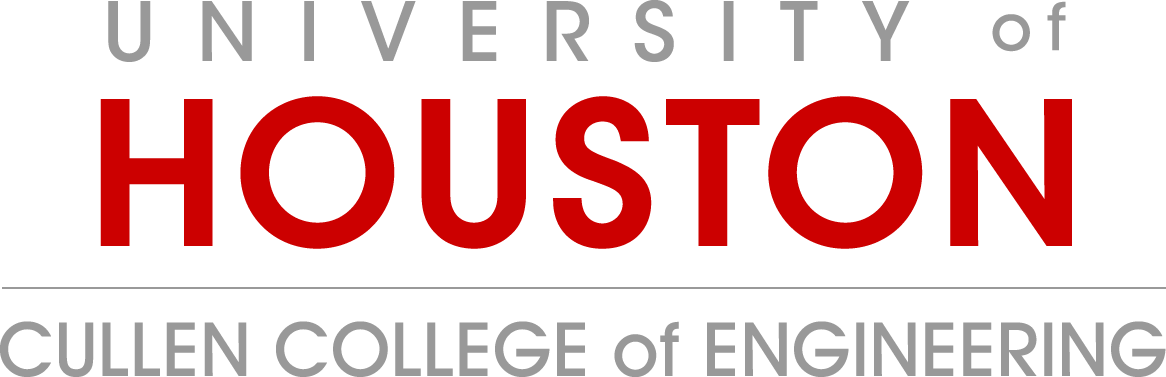 UNIVERSITY of
HOUSTON
CULLEN COLLEGE of ENGINEERING